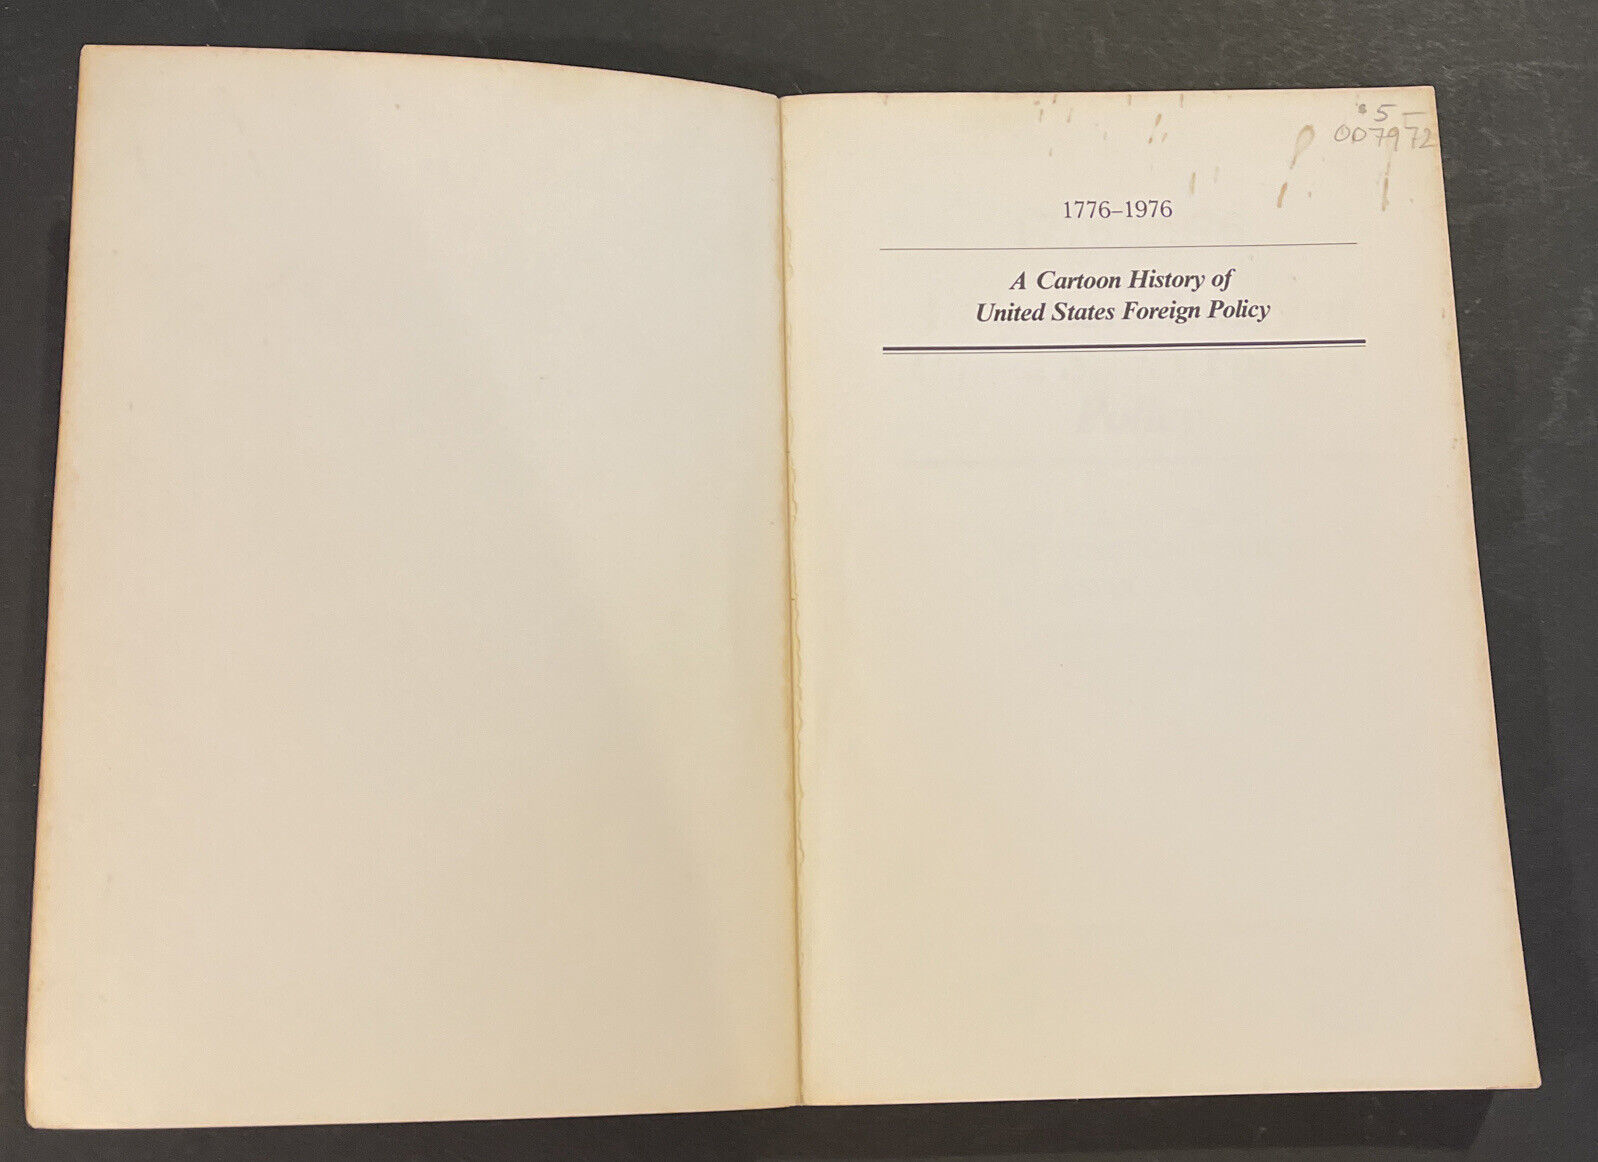 $5—
007972
1776–1976
A Cartoon History of
United States Foreign Policy